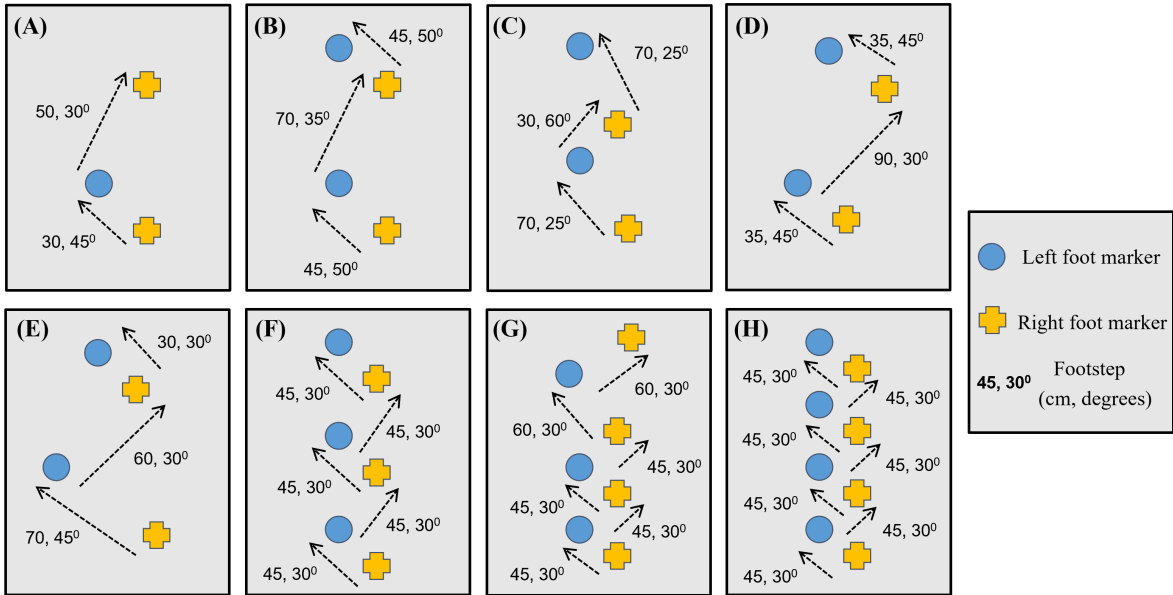 (A)
50, 30⁰
30, 45⁰
(B)
45, 50⁰
70, 35⁰
45, 50⁰
(C)
70, 25⁰
30, 60⁰
70, 25⁰
(D)
35, 45⁰
90, 30⁰
35, 45⁰
(E)
30, 30⁰
60, 30⁰
70, 45⁰
(F)
45, 30⁰
45, 30⁰
45, 30⁰
45, 30⁰
45, 30⁰
(G)
60, 30⁰
60, 30⁰
45, 30⁰
45, 30⁰
45, 30⁰
45, 30⁰
(H)
45, 30⁰
45, 30⁰
45, 30⁰
45, 30⁰
45, 30⁰
45, 30⁰
45, 30⁰
Left foot marker
Right foot marker
45, 30⁰ Footstep
(cm, degrees)